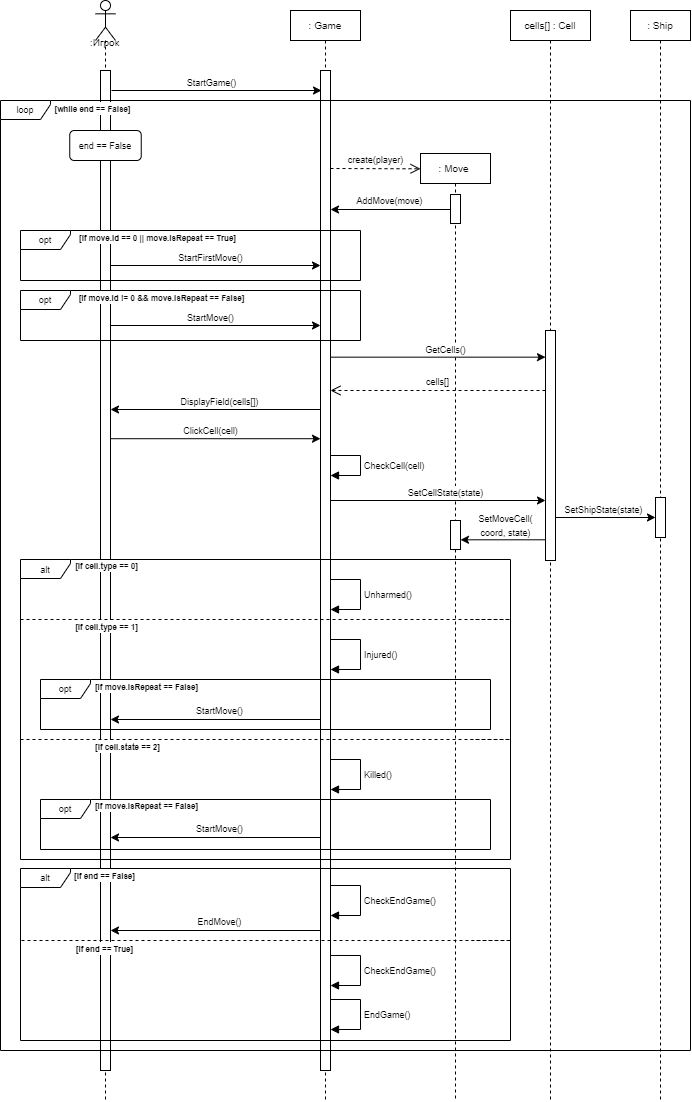 :Игрок
: Game
cells[] : Cell
: Ship
StartGame()
loop
[while end == False]
end == False
create(player)
: Move
AddMove(move)
opt
[if move.id == 0 || move.isRepeat == True]
StartFirstMove()
opt
[if move.id != 0 && move.isRepeat == False]
StartMove()
GetCells()
cells[]
DisplayField(cells[])
ClickCell(cell)
CheckCell(cell)
SetCellState(state)
SetShipState(state)
SetMoveCell(
coord, state)
alt
[if cell.type == 0]
Unharmed()
[if cell.type == 1]
Injured()
opt
[if move.isRepeat == False]
StartMove()
[if cell.state == 2]
Killed()
opt
[if move.isRepeat == False]
StartMove()
alt
[if end == False]
CheckEndGame()
EndMove()
[if end == True]
CheckEndGame()
EndGame()